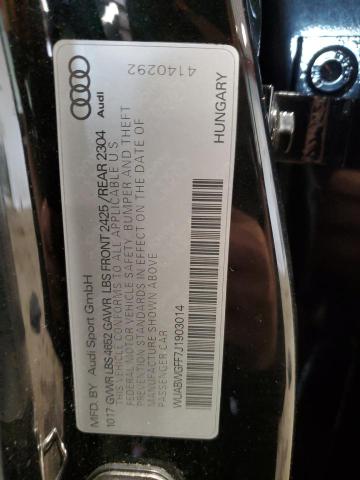 Audi
4140292
MFD. BY Audi Sport GmbH
10.17 GVWR LBS 4652 GAWR LBS FRONT 2425 / REAR 2304
THIS VEHICLE CONFORMS TO ALL APPLICABLE U.S.
FEDERAL MOTOR VEHICLE SAFETY, BUMPER AND THEFT
PREVENTION STANDARDS IN EFFECT ON THE DATE OF
MANUFACTURE SHOWN ABOVE
PASSENGER CAR
WUABWGFF7J1903014
HUNGARY